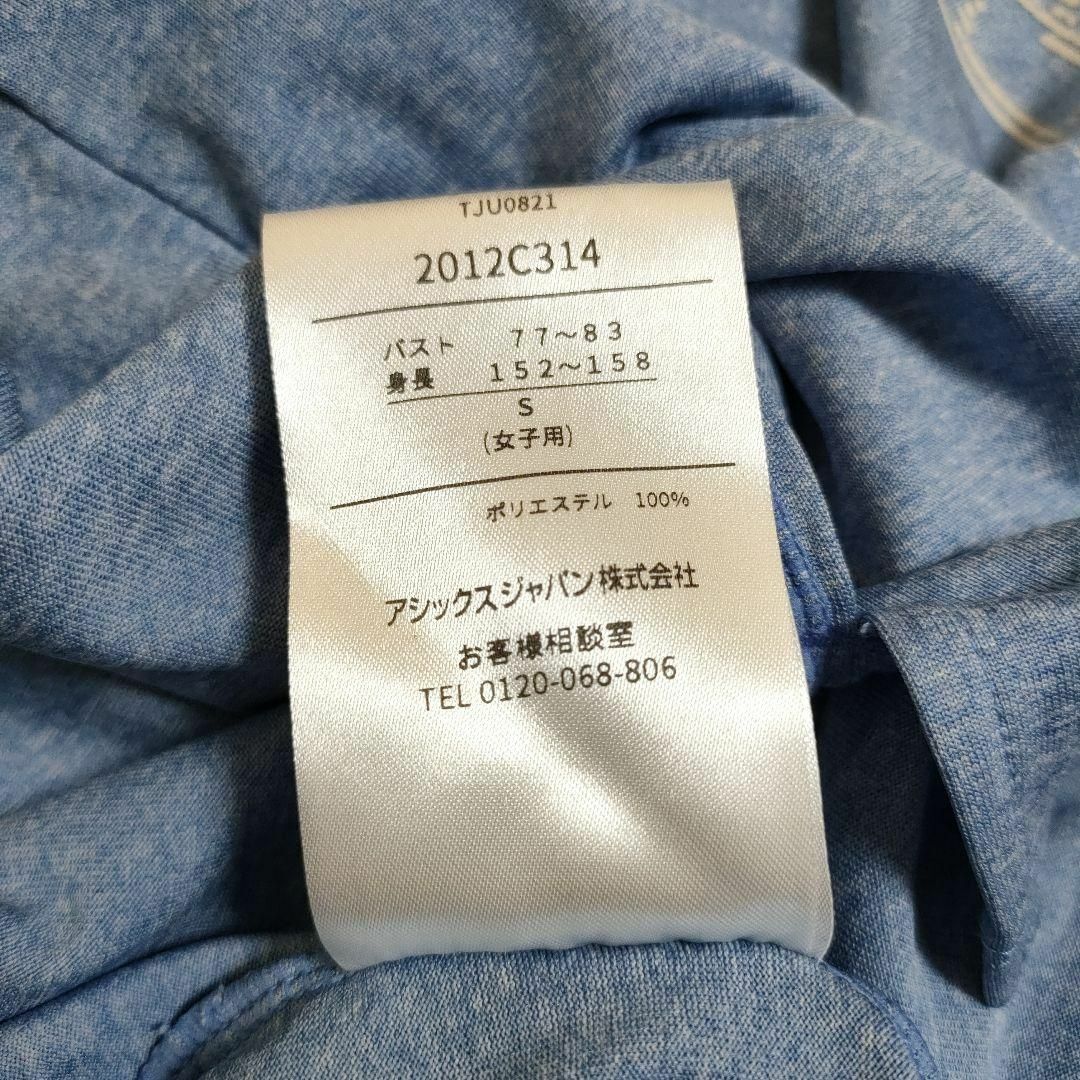 TJU0821
2012C314
バスト 77～83
身長 152～158
S
(女子用)
ポリエステル 100%
アシックスジャパン株式会社
お客様相談室
TEL 0120-068-806